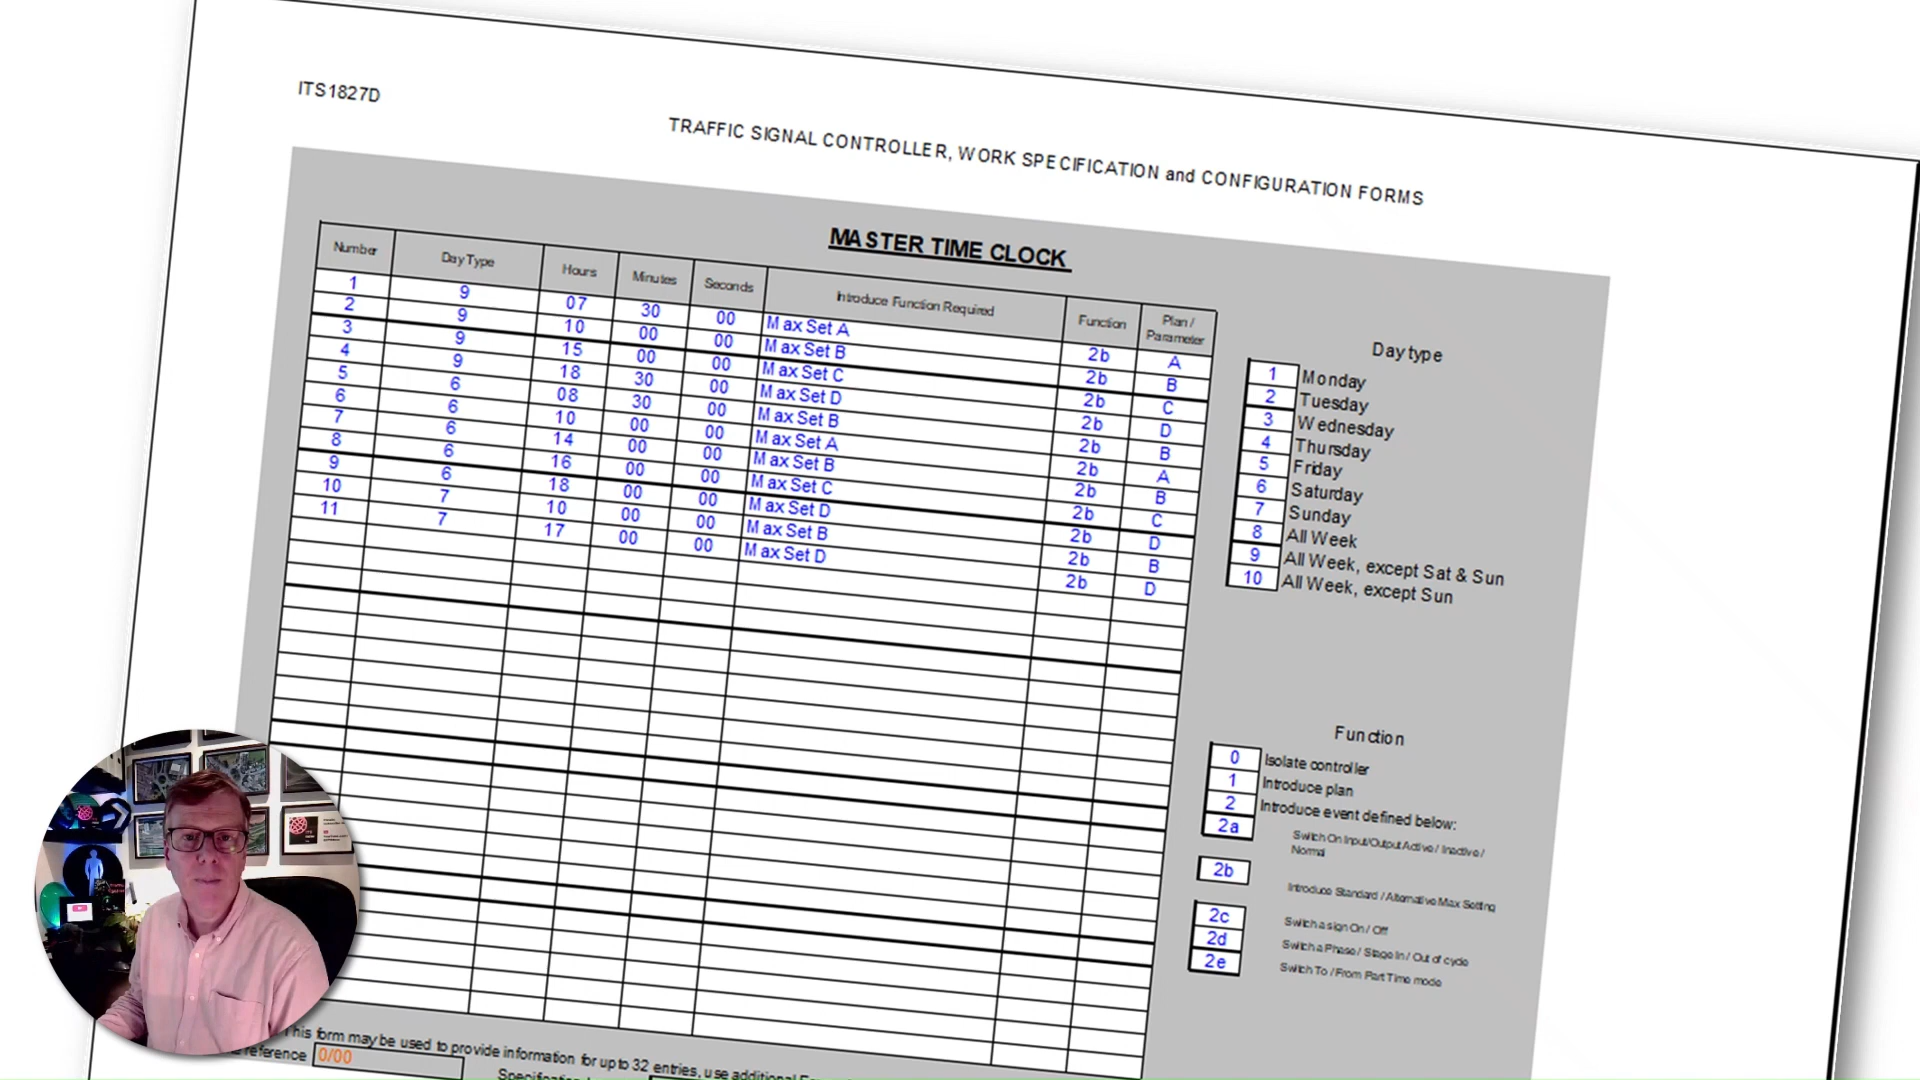 ITS1827D
TRAFFIC SIGNAL CONTROLLER, WORK SPECIFICATION and CONFIGURATION FORMS
MASTER TIME CLOCK
Number Day Type Hours Minutes Seconds Introduce Function Required Function Plan / Parameter
1 9 07 30 00 Max Set A 2b A
2 9 10 00 00 Max Set B 2b B
3 9 15 00 00 Max Set C 2b C
4 9 18 30 00 Max Set D 2b D
5 6 08 30 00 Max Set B 2b B
6 6 10 00 00 Max Set A 2b A
7 6 14 00 00 Max Set B 2b B
8 6 16 00 00 Max Set C 2b C
9 6 18 00 00 Max Set D 2b D
10 7 10 00 00 Max Set B 2b B
11 7 17 00 00 Max Set D 2b D
Day type
1 Monday
2 Tuesday
3 Wednesday
4 Thursday
5 Friday
6 Saturday
7 Sunday
8 All Week
9 All Week, except Sat & Sun
10 All Week, except Sun
Function
0 Isolate controller
1 Introduce plan
2 Introduce event defined below:
2a Switch On Input/Output Active / Inactive /
Normal
2b Introduce Standard / Alternative Max Setting
2c Switch a sign On / Off
2d Switch a Phase / Stage In / Out of cycle
2e Switch To / From Part Time mode
This form may be used to provide information for up to 32 entries, use additional
reference 0/00